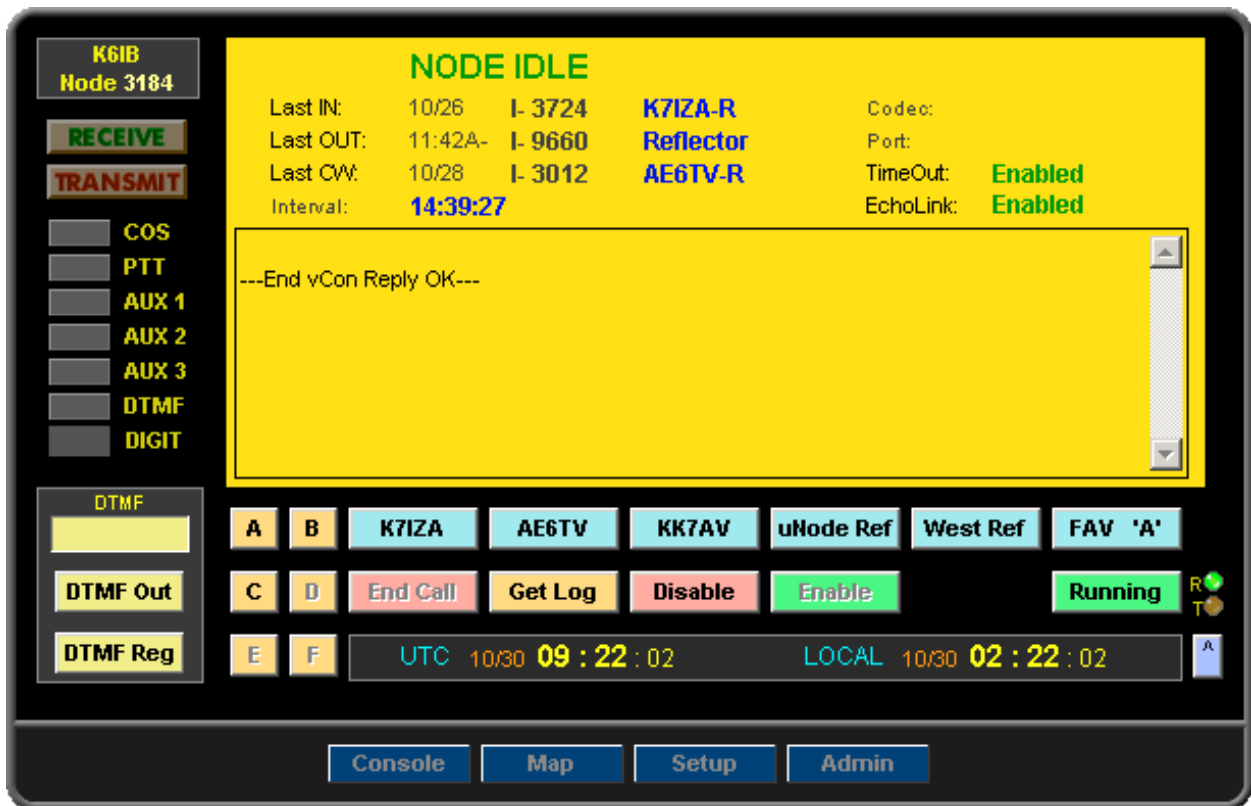 K6IB
Node 3184
RECEIVE
TRANSMIT
COS
PTT
AUX 1
AUX 2
AUX 3
DTMF
DIGIT
NODE IDLE
Last IN: 10/26 I- 3724 K7IZA-R Codec:
Last OUT: 11:42A- I- 9660 Reflector Port:
Last CW: 10/28 I- 3012 AE6TV-R TimeOut: Enabled
Interval: 14:39:27 EchoLink: Enabled
---End vCon Reply OK---
DTMF
DTMF Out
DTMF Reg
A B K7IZA AE6TV KK7AV uNode Ref West Ref FAV 'A'
C D End Call Get Log Disable Enable Running R
T
E F UTC 10/30 09 : 22 : 02 LOCAL 10/30 02 : 22 : 02 A
Console Map Setup Admin